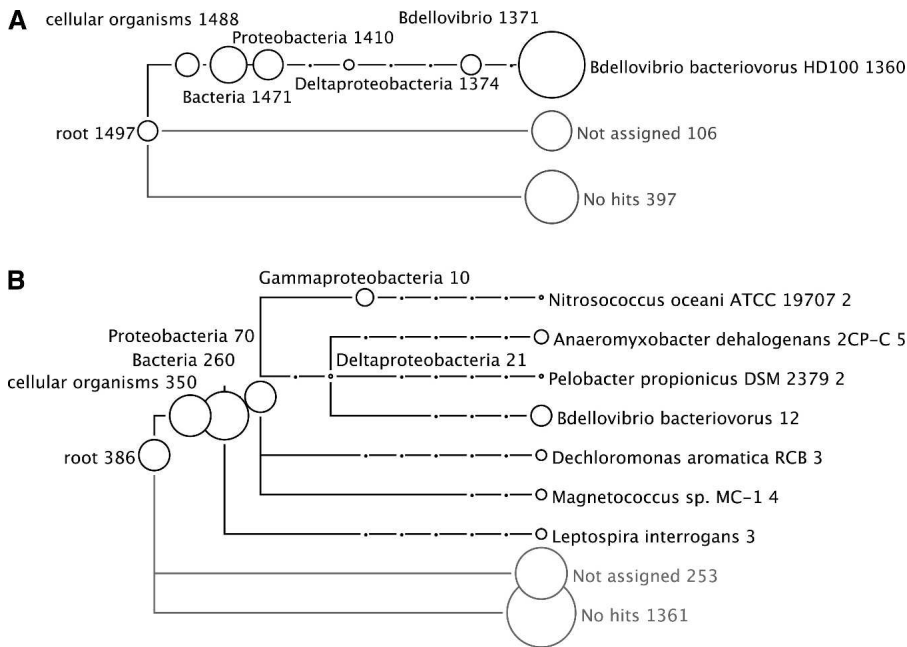 A
cellular organisms 1488
Bdellovibrio 1371
Proteobacteria 1410
Bdellovibrio bacteriovorus HD100 1360
Deltaproteobacteria 1374
Bacteria 1471
root 1497
Not assigned 106
No hits 397
B
Gammaproteobacteria 10
Nitrosococcus oceani ATCC 19707 2
Proteobacteria 70
Anaeromyxobacter dehalogenans 2CP-C 5
Bacteria 260
Deltaproteobacteria 21
cellular organisms 350
Pelobacter propionicus DSM 2379 2
Bdellovibrio bacteriovorus 12
root 386
Dechloromonas aromatica RCB 3
Magnetococcus sp. MC-1 4
Leptospira interrogans 3
Not assigned 253
No hits 1361